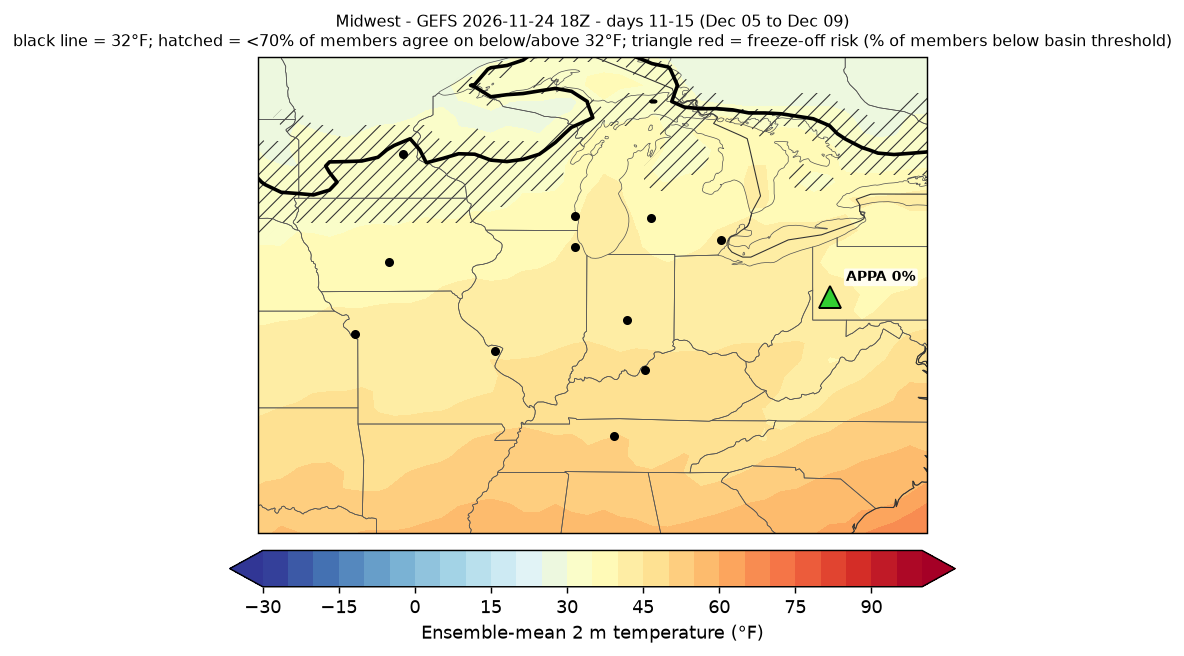 Midwest - GEFS 2026-11-24 18Z - days 11-15 (Dec 05 to Dec 09)
black line = 32°F; hatched = <70% of members agree on below/above 32°F; triangle red = freeze-off risk (% of members below basin threshold)
APPA 0%
−30 −15 0 15 30 45 60 75 90
Ensemble-mean 2 m temperature (°F)